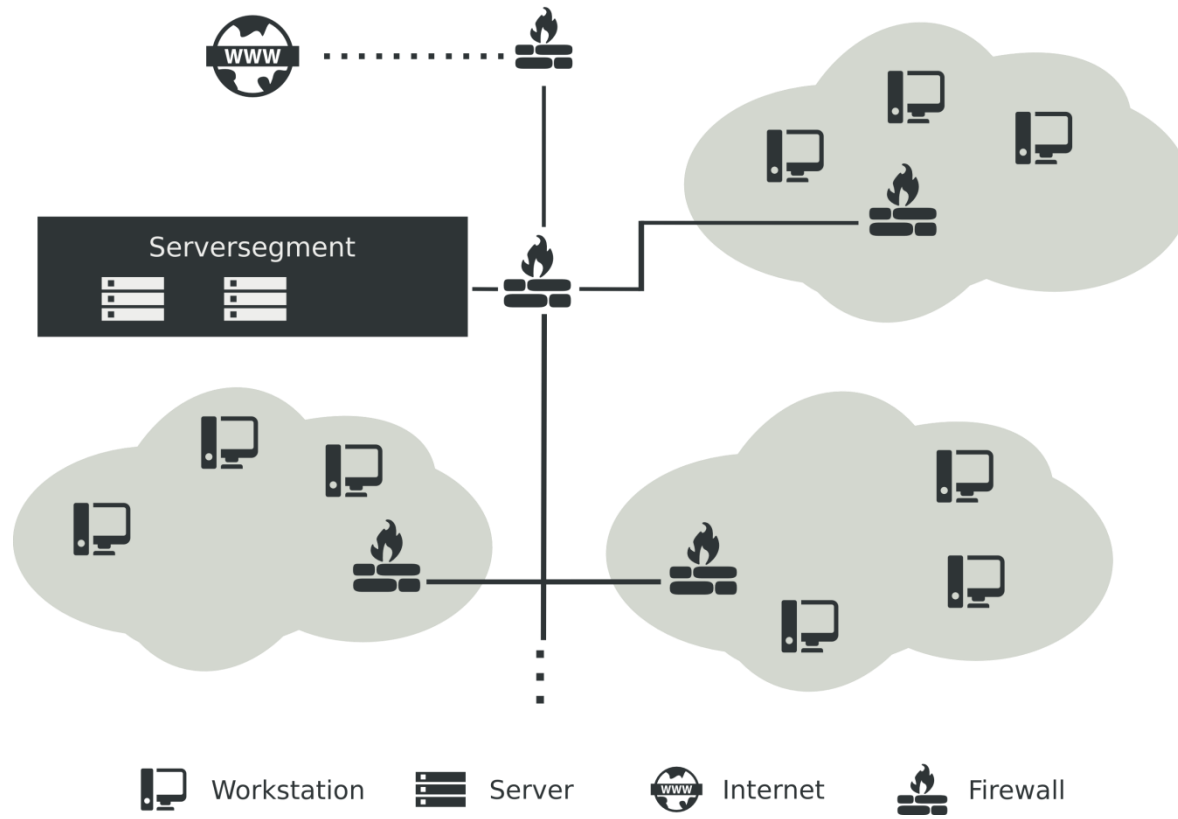 WWW
Serversegment
Workstation
Server
WWW
Internet
Firewall